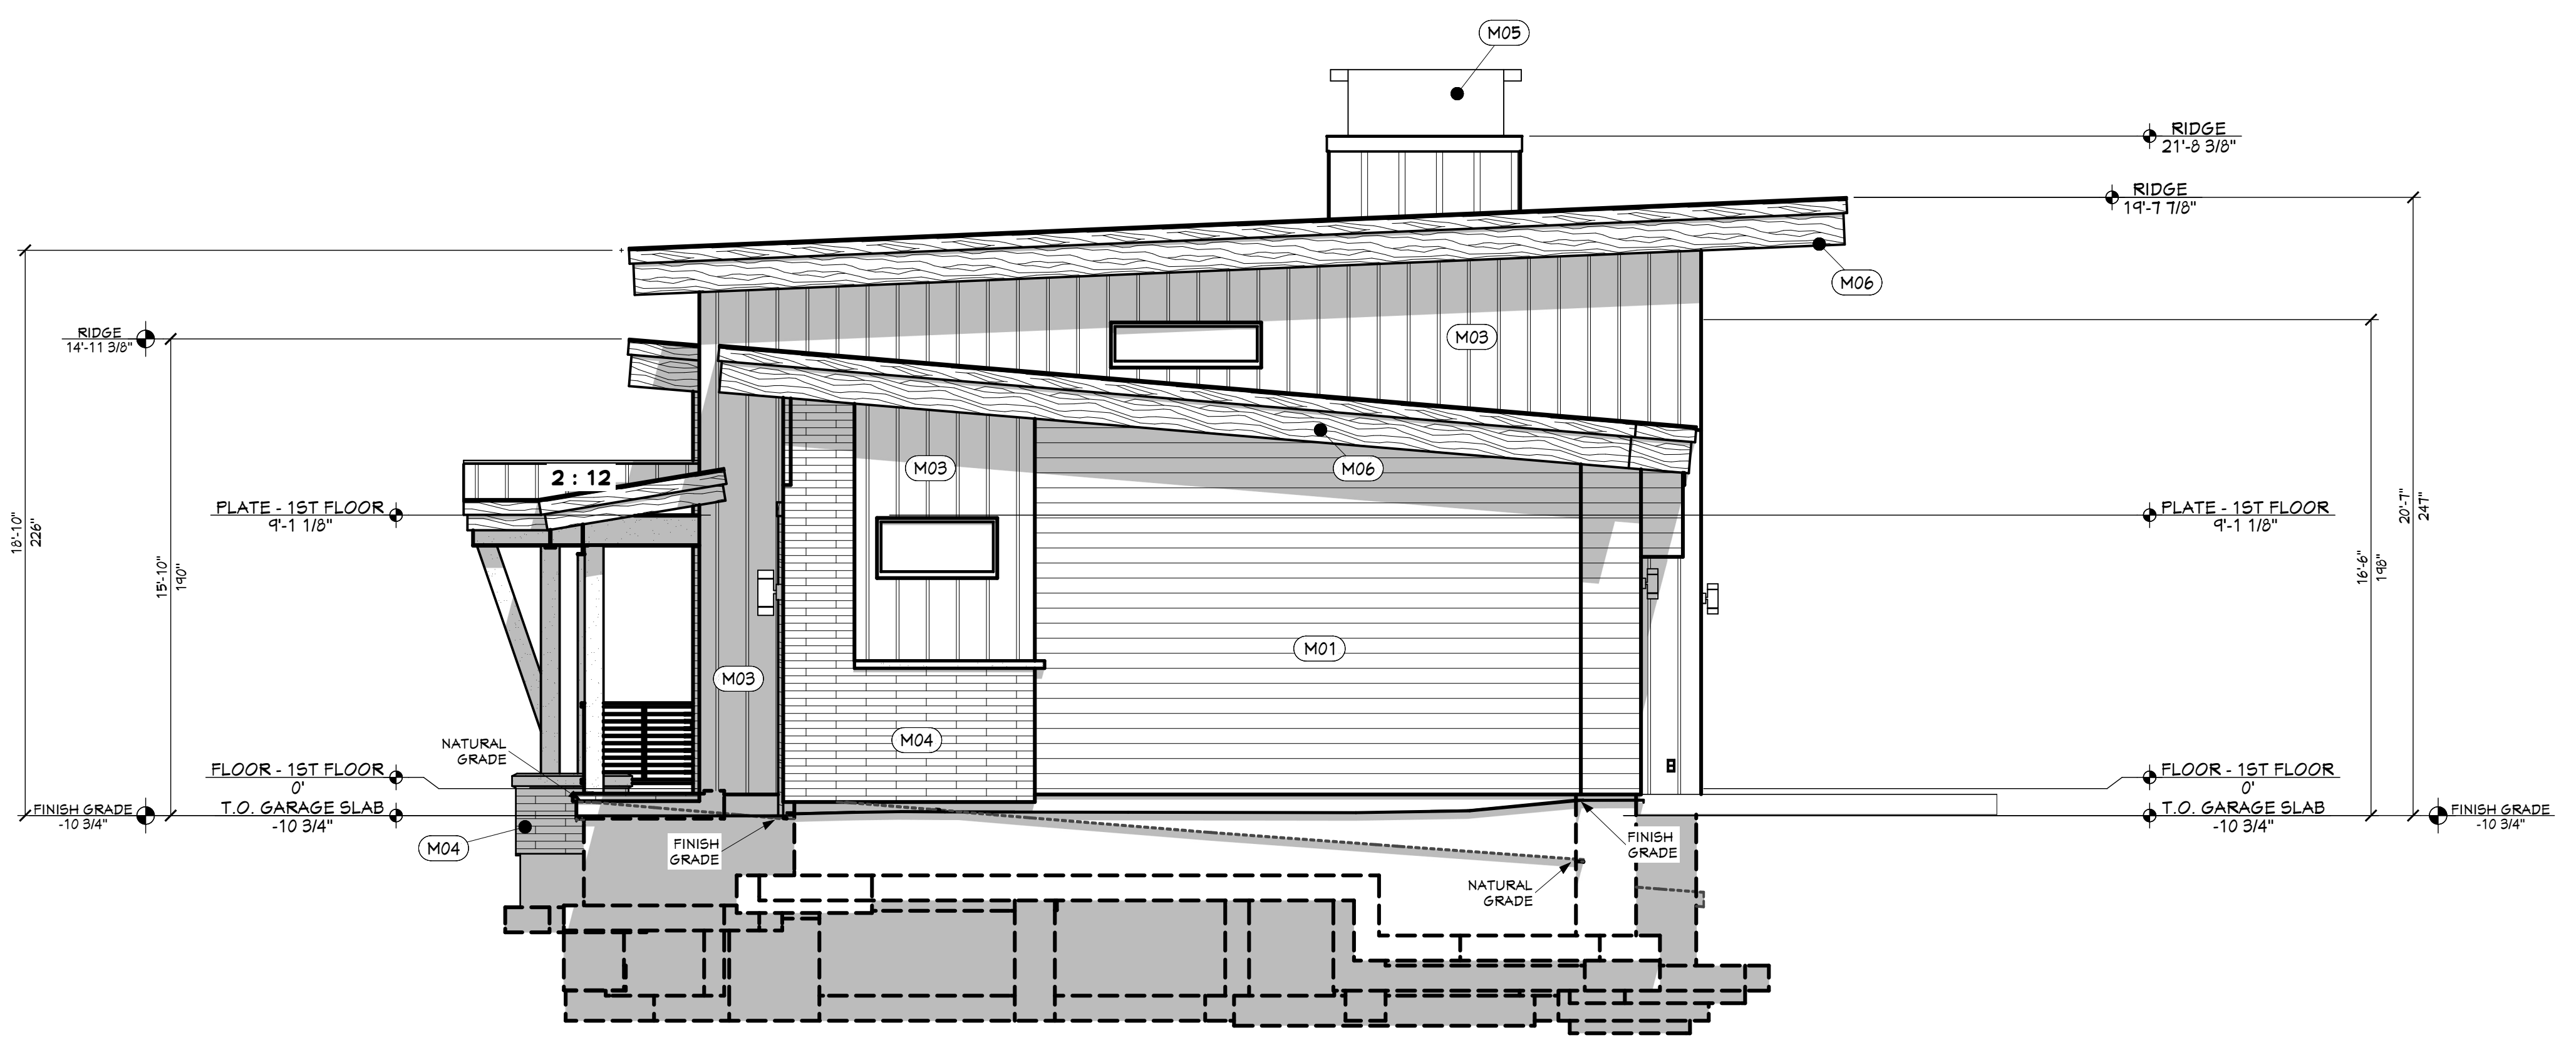 M05
RIDGE
21'-8 3/8"
RIDGE
19'-7 7/8"
M06
RIDGE
14'-11 3/8"
M03
M03
M06
2 : 12
PLATE - 1ST FLOOR
9'-1 1/8"
PLATE - 1ST FLOOR
9'-1 1/8"
18'-10"
226"
15'-10"
190"
20'-7"
247"
16'-6"
198"
M01
M03
M04
NATURAL
GRADE
FLOOR - 1ST FLOOR
0'
FLOOR - 1ST FLOOR
0'
FINISH GRADE
-10 3/4"
T.O. GARAGE SLAB
-10 3/4"
T.O. GARAGE SLAB
-10 3/4"
FINISH GRADE
-10 3/4"
M04
FINISH
GRADE
FINISH
GRADE
NATURAL
GRADE